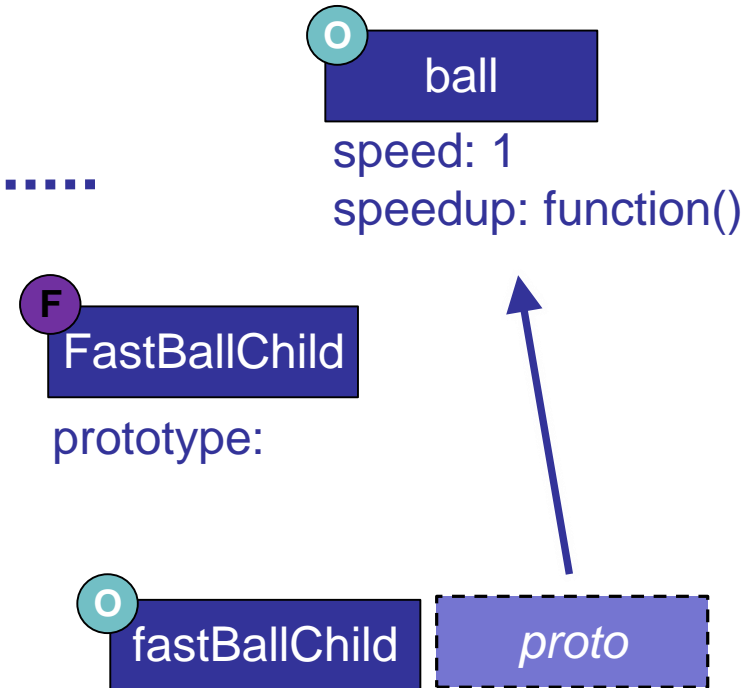 O
ball
speed: 1
speedup: function()
F
FastBallChild
prototype:
O
fastBallChild
proto